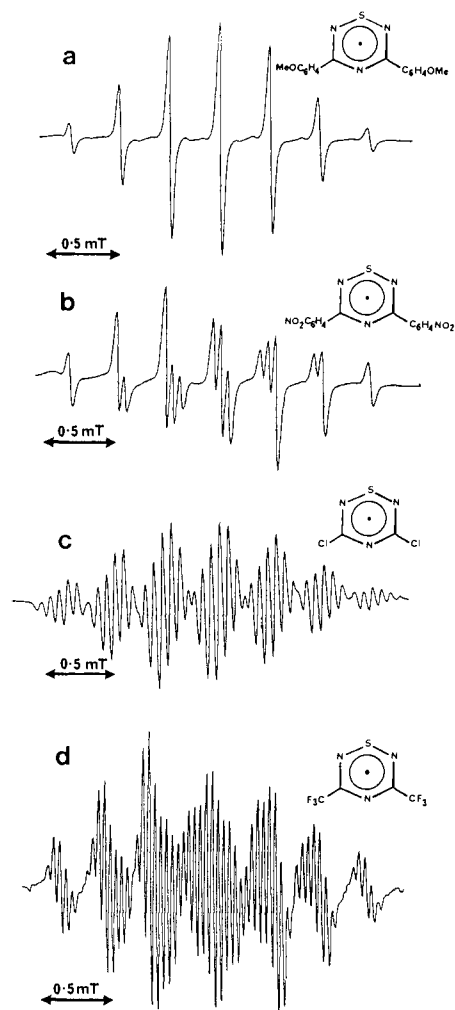 a
S
N N
MeOC6H4 N C6H4OMe
0·5 mT
b
S
N N
NO2C6H4 N C6H4NO2
0·5 mT
c
S
N N
Cl N Cl
0·5 mT
d
S
N N
F3C N CF3
0·5 mT